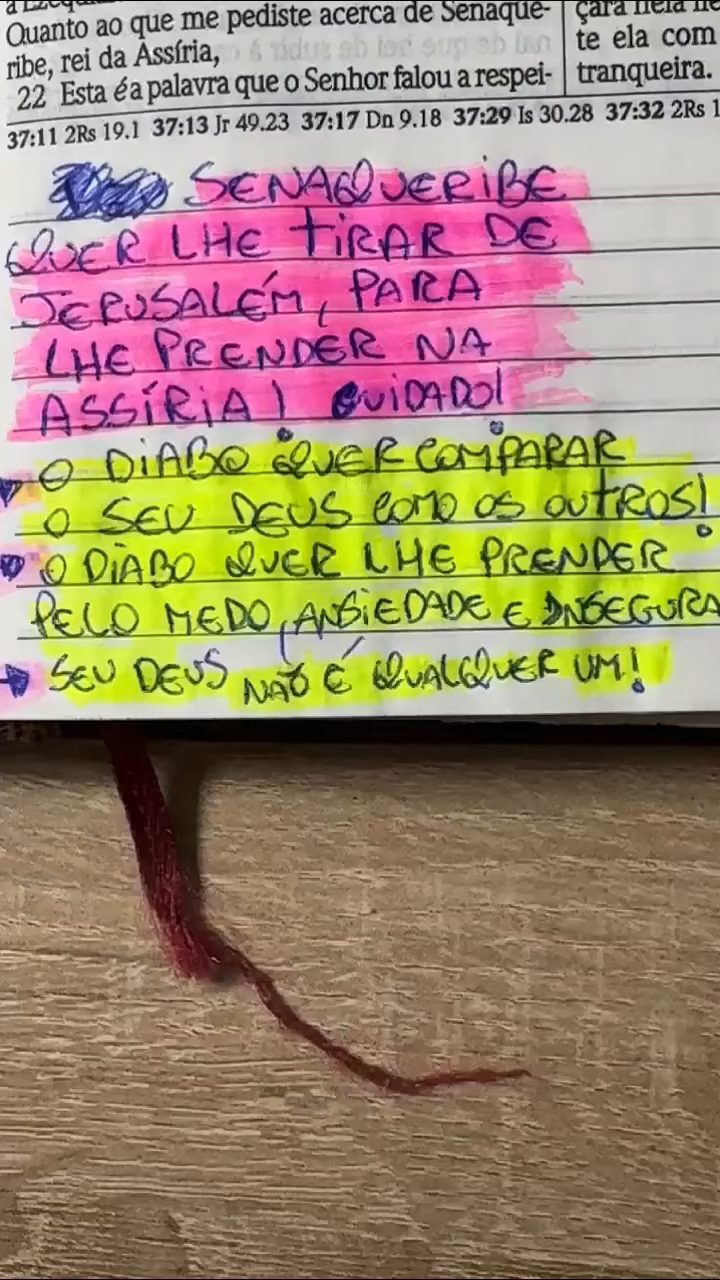 Quanto ao que me pediste acerca de Senaque-
ribe, rei da Assíria,
22 Esta é a palavra que o Senhor falou a respei-
te ela com
tranqueira.
37:11 2Rs 19.1 37:13 Jr 49.23 37:17 Dn 9.18 37:29 Is 30.28 37:32 2Rs 1
SENAQUERIBE
QUER LHE TIRAR DE
JERUSALÉM, PARA
LHE PRENDER NA
ASSÍRIA! CUIDADO!
O DIABO QUER COMPARAR
O SEU DEUS COMO OS OUTROS!
O DIABO QUER LHE PRENDER
PELO MEDO, ANSIEDADE E INSEGURA
SEU DEUS NÃO É QUALQUER UM!